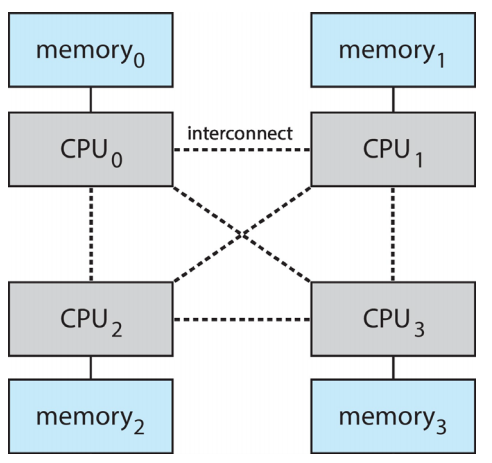 memory₀
memory₁
interconnect
CPU₀
CPU₁
CPU₂
CPU₃
memory₂
memory₃